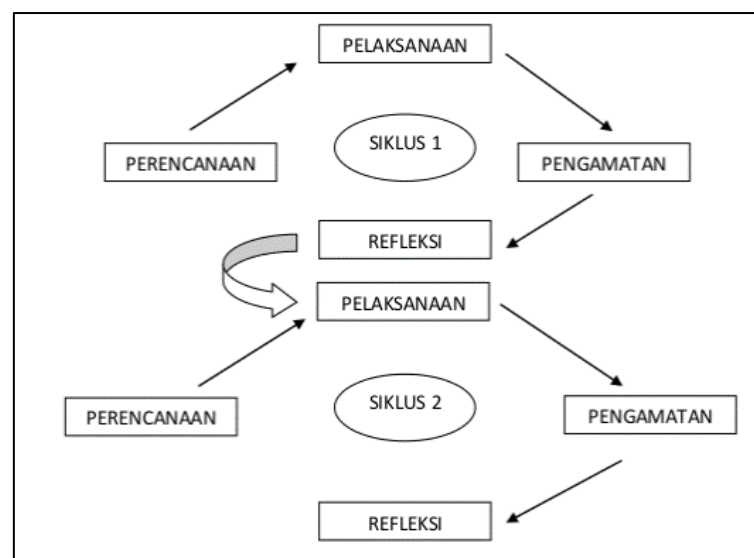 PELAKSANAAN
SIKLUS 1
PERENCANAAN
PENGAMATAN
REFLEKSI
PELAKSANAAN
SIKLUS 2
PERENCANAAN
PENGAMATAN
REFLEKSI